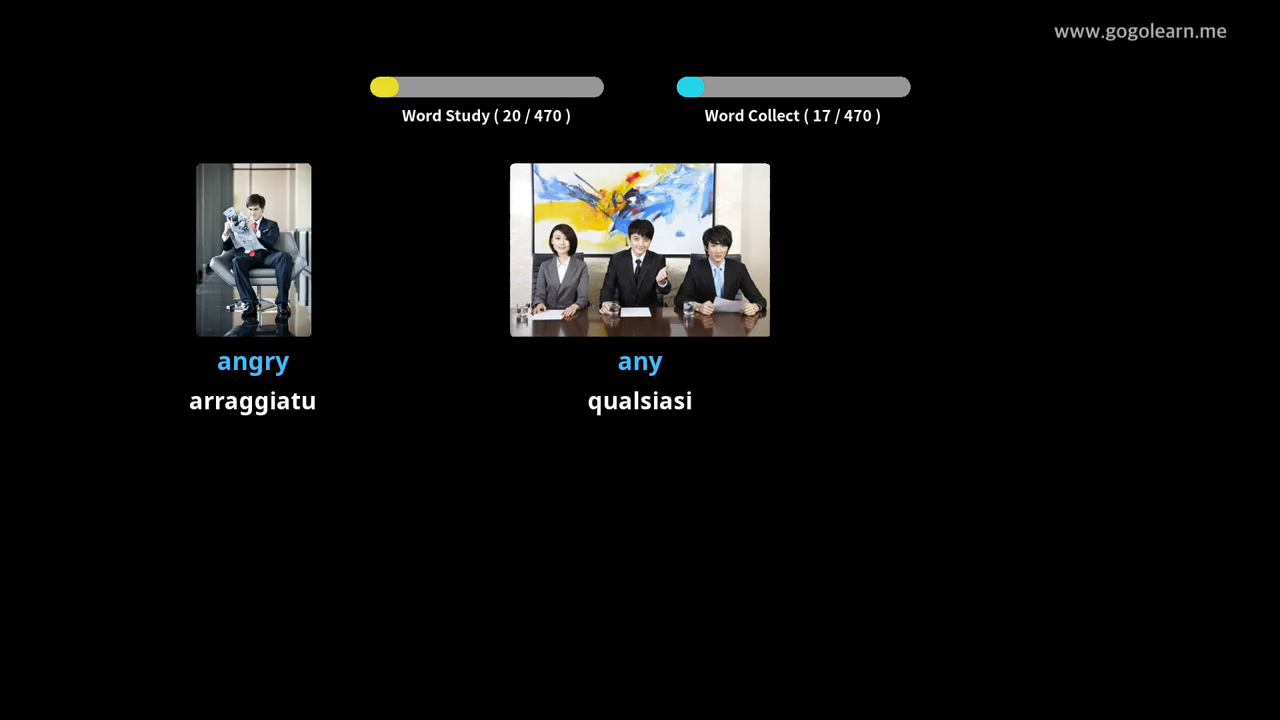 www.gogolearn.me
Word Study ( 20 / 470 )
Word Collect ( 17 / 470 )
angry
any
arraggiatu
qualsiasi